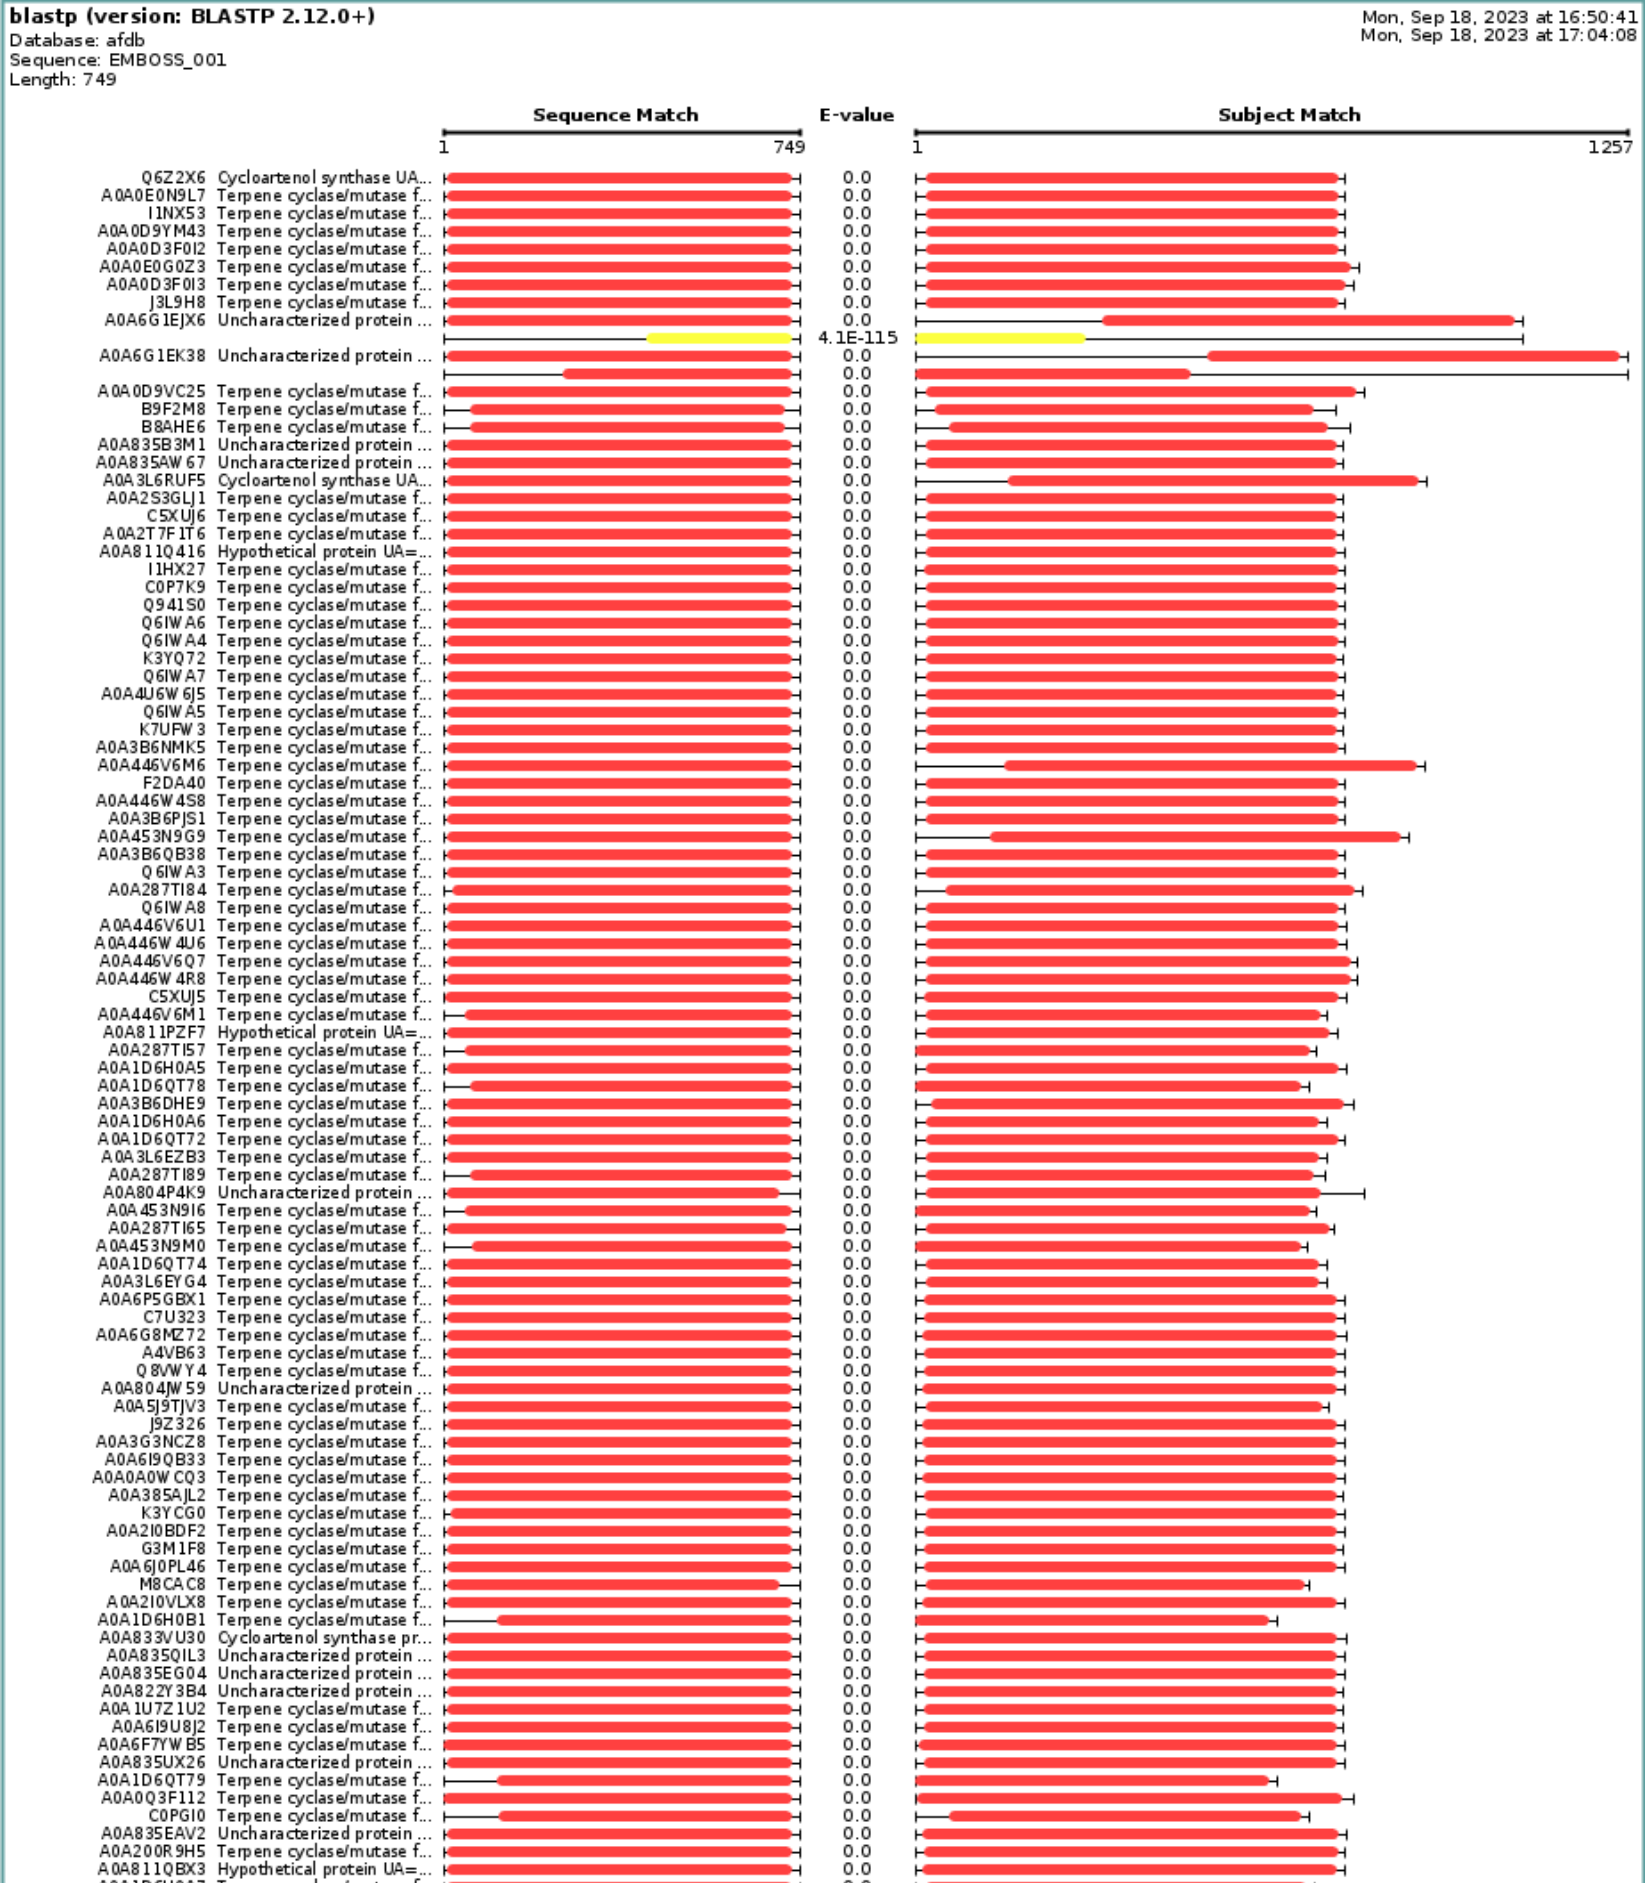 blastp (version: BLASTP 2.12.0+)
Mon, Sep 18, 2023 at 16:50:41
Database: afdb
Mon, Sep 18, 2023 at 17:04:08
Sequence: EMBOSS_001
Length: 749
Sequence Match E-value Subject Match
1 749 1 1257
Q6Z2X6 Cycloartenol synthase UA... 0.0
A0A0E0N9L7 Terpene cyclase/mutase f... 0.0
I1NX53 Terpene cyclase/mutase f... 0.0
A0A0D9YM43 Terpene cyclase/mutase f... 0.0
A0A0D3F0I2 Terpene cyclase/mutase f... 0.0
A0A0E0G0Z3 Terpene cyclase/mutase f... 0.0
A0A0D3F0I3 Terpene cyclase/mutase f... 0.0
J3L9H8 Terpene cyclase/mutase f... 0.0
A0A6G1EJX6 Uncharacterized protein ... 0.0
4.1E-115
A0A6G1EK38 Uncharacterized protein ... 0.0
0.0
A0A0D9VC25 Terpene cyclase/mutase f... 0.0
B9F2M8 Terpene cyclase/mutase f... 0.0
B8AHE6 Terpene cyclase/mutase f... 0.0
A0A835B3M1 Uncharacterized protein ... 0.0
A0A835AW67 Uncharacterized protein ... 0.0
A0A3L6RUF5 Cycloartenol synthase UA... 0.0
A0A2S3GLJ1 Terpene cyclase/mutase f... 0.0
C5XUJ6 Terpene cyclase/mutase f... 0.0
A0A2T7F1T6 Terpene cyclase/mutase f... 0.0
A0A811Q416 Hypothetical protein UA=... 0.0
I1HX27 Terpene cyclase/mutase f... 0.0
C0P7K9 Terpene cyclase/mutase f... 0.0
Q941S0 Terpene cyclase/mutase f... 0.0
Q6IWA6 Terpene cyclase/mutase f... 0.0
Q6IWA4 Terpene cyclase/mutase f... 0.0
K3YQ72 Terpene cyclase/mutase f... 0.0
Q6IWA7 Terpene cyclase/mutase f... 0.0
A0A4U6W6J5 Terpene cyclase/mutase f... 0.0
Q6IWA5 Terpene cyclase/mutase f... 0.0
K7UFW3 Terpene cyclase/mutase f... 0.0
A0A3B6NMK5 Terpene cyclase/mutase f... 0.0
A0A446V6M6 Terpene cyclase/mutase f... 0.0
F2DA40 Terpene cyclase/mutase f... 0.0
A0A446W4S8 Terpene cyclase/mutase f... 0.0
A0A3B6PJS1 Terpene cyclase/mutase f... 0.0
A0A453N9G9 Terpene cyclase/mutase f... 0.0
A0A3B6QB38 Terpene cyclase/mutase f... 0.0
Q6IWA3 Terpene cyclase/mutase f... 0.0
A0A287TI84 Terpene cyclase/mutase f... 0.0
Q6IWA8 Terpene cyclase/mutase f... 0.0
A0A446V6U1 Terpene cyclase/mutase f... 0.0
A0A446W4U6 Terpene cyclase/mutase f... 0.0
A0A446V6Q7 Terpene cyclase/mutase f... 0.0
A0A446W4R8 Terpene cyclase/mutase f... 0.0
C5XUJ5 Terpene cyclase/mutase f... 0.0
A0A446V6M1 Terpene cyclase/mutase f... 0.0
A0A811PZF7 Hypothetical protein UA=... 0.0
A0A287TI57 Terpene cyclase/mutase f... 0.0
A0A1D6H0A5 Terpene cyclase/mutase f... 0.0
A0A1D6QT78 Terpene cyclase/mutase f... 0.0
A0A3B6DHE9 Terpene cyclase/mutase f... 0.0
A0A1D6H0A6 Terpene cyclase/mutase f... 0.0
A0A1D6QT72 Terpene cyclase/mutase f... 0.0
A0A3L6EZB3 Terpene cyclase/mutase f... 0.0
A0A287TI89 Terpene cyclase/mutase f... 0.0
A0A804P4K9 Uncharacterized protein ... 0.0
A0A453N9I6 Terpene cyclase/mutase f... 0.0
A0A287TI65 Terpene cyclase/mutase f... 0.0
A0A453N9M0 Terpene cyclase/mutase f... 0.0
A0A1D6QT74 Terpene cyclase/mutase f... 0.0
A0A3L6EYG4 Terpene cyclase/mutase f... 0.0
A0A6P5GBX1 Terpene cyclase/mutase f... 0.0
C7U323 Terpene cyclase/mutase f... 0.0
A0A6G8MZ72 Terpene cyclase/mutase f... 0.0
A4VB63 Terpene cyclase/mutase f... 0.0
Q8VWY4 Terpene cyclase/mutase f... 0.0
A0A804JW59 Uncharacterized protein ... 0.0
A0A5J9TJV3 Terpene cyclase/mutase f... 0.0
J9Z326 Terpene cyclase/mutase f... 0.0
A0A3G3NCZ8 Terpene cyclase/mutase f... 0.0
A0A6I9QB33 Terpene cyclase/mutase f... 0.0
A0A0A0WCQ3 Terpene cyclase/mutase f... 0.0
A0A385AJL2 Terpene cyclase/mutase f... 0.0
K3YCG0 Terpene cyclase/mutase f... 0.0
A0A2I0BDF2 Terpene cyclase/mutase f... 0.0
G3M1F8 Terpene cyclase/mutase f... 0.0
A0A6J0PL46 Terpene cyclase/mutase f... 0.0
M8CAC8 Terpene cyclase/mutase f... 0.0
A0A2I0VLX8 Terpene cyclase/mutase f... 0.0
A0A1D6H0B1 Terpene cyclase/mutase f... 0.0
A0A833VU30 Cycloartenol synthase pr... 0.0
A0A835QIL3 Uncharacterized protein ... 0.0
A0A835EG04 Uncharacterized protein ... 0.0
A0A822Y3B4 Uncharacterized protein ... 0.0
A0A1U7Z1U2 Terpene cyclase/mutase f... 0.0
A0A6I9U8J2 Terpene cyclase/mutase f... 0.0
A0A6F7YWB5 Terpene cyclase/mutase f... 0.0
A0A835UX26 Uncharacterized protein ... 0.0
A0A1D6QT79 Terpene cyclase/mutase f... 0.0
A0A0Q3F112 Terpene cyclase/mutase f... 0.0
C0PGI0 Terpene cyclase/mutase f... 0.0
A0A835EAV2 Uncharacterized protein ... 0.0
A0A200R9H5 Terpene cyclase/mutase f... 0.0
A0A811QBX3 Hypothetical protein UA=... 0.0